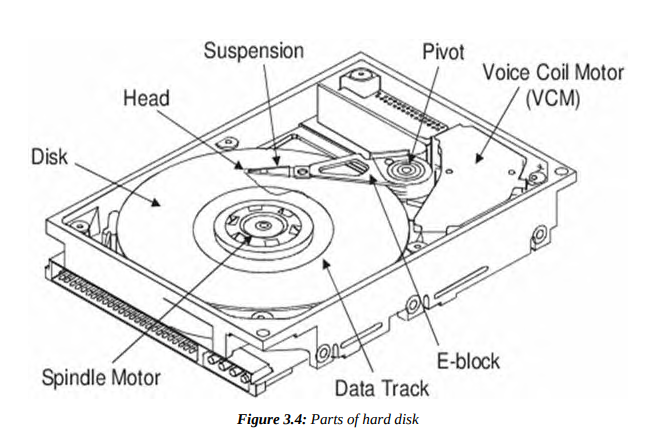 Suspension
Pivot
Voice Coil Motor
(VCM)
Head
Disk
E-block
Spindle Motor
Data Track
Figure 3.4: Parts of hard disk